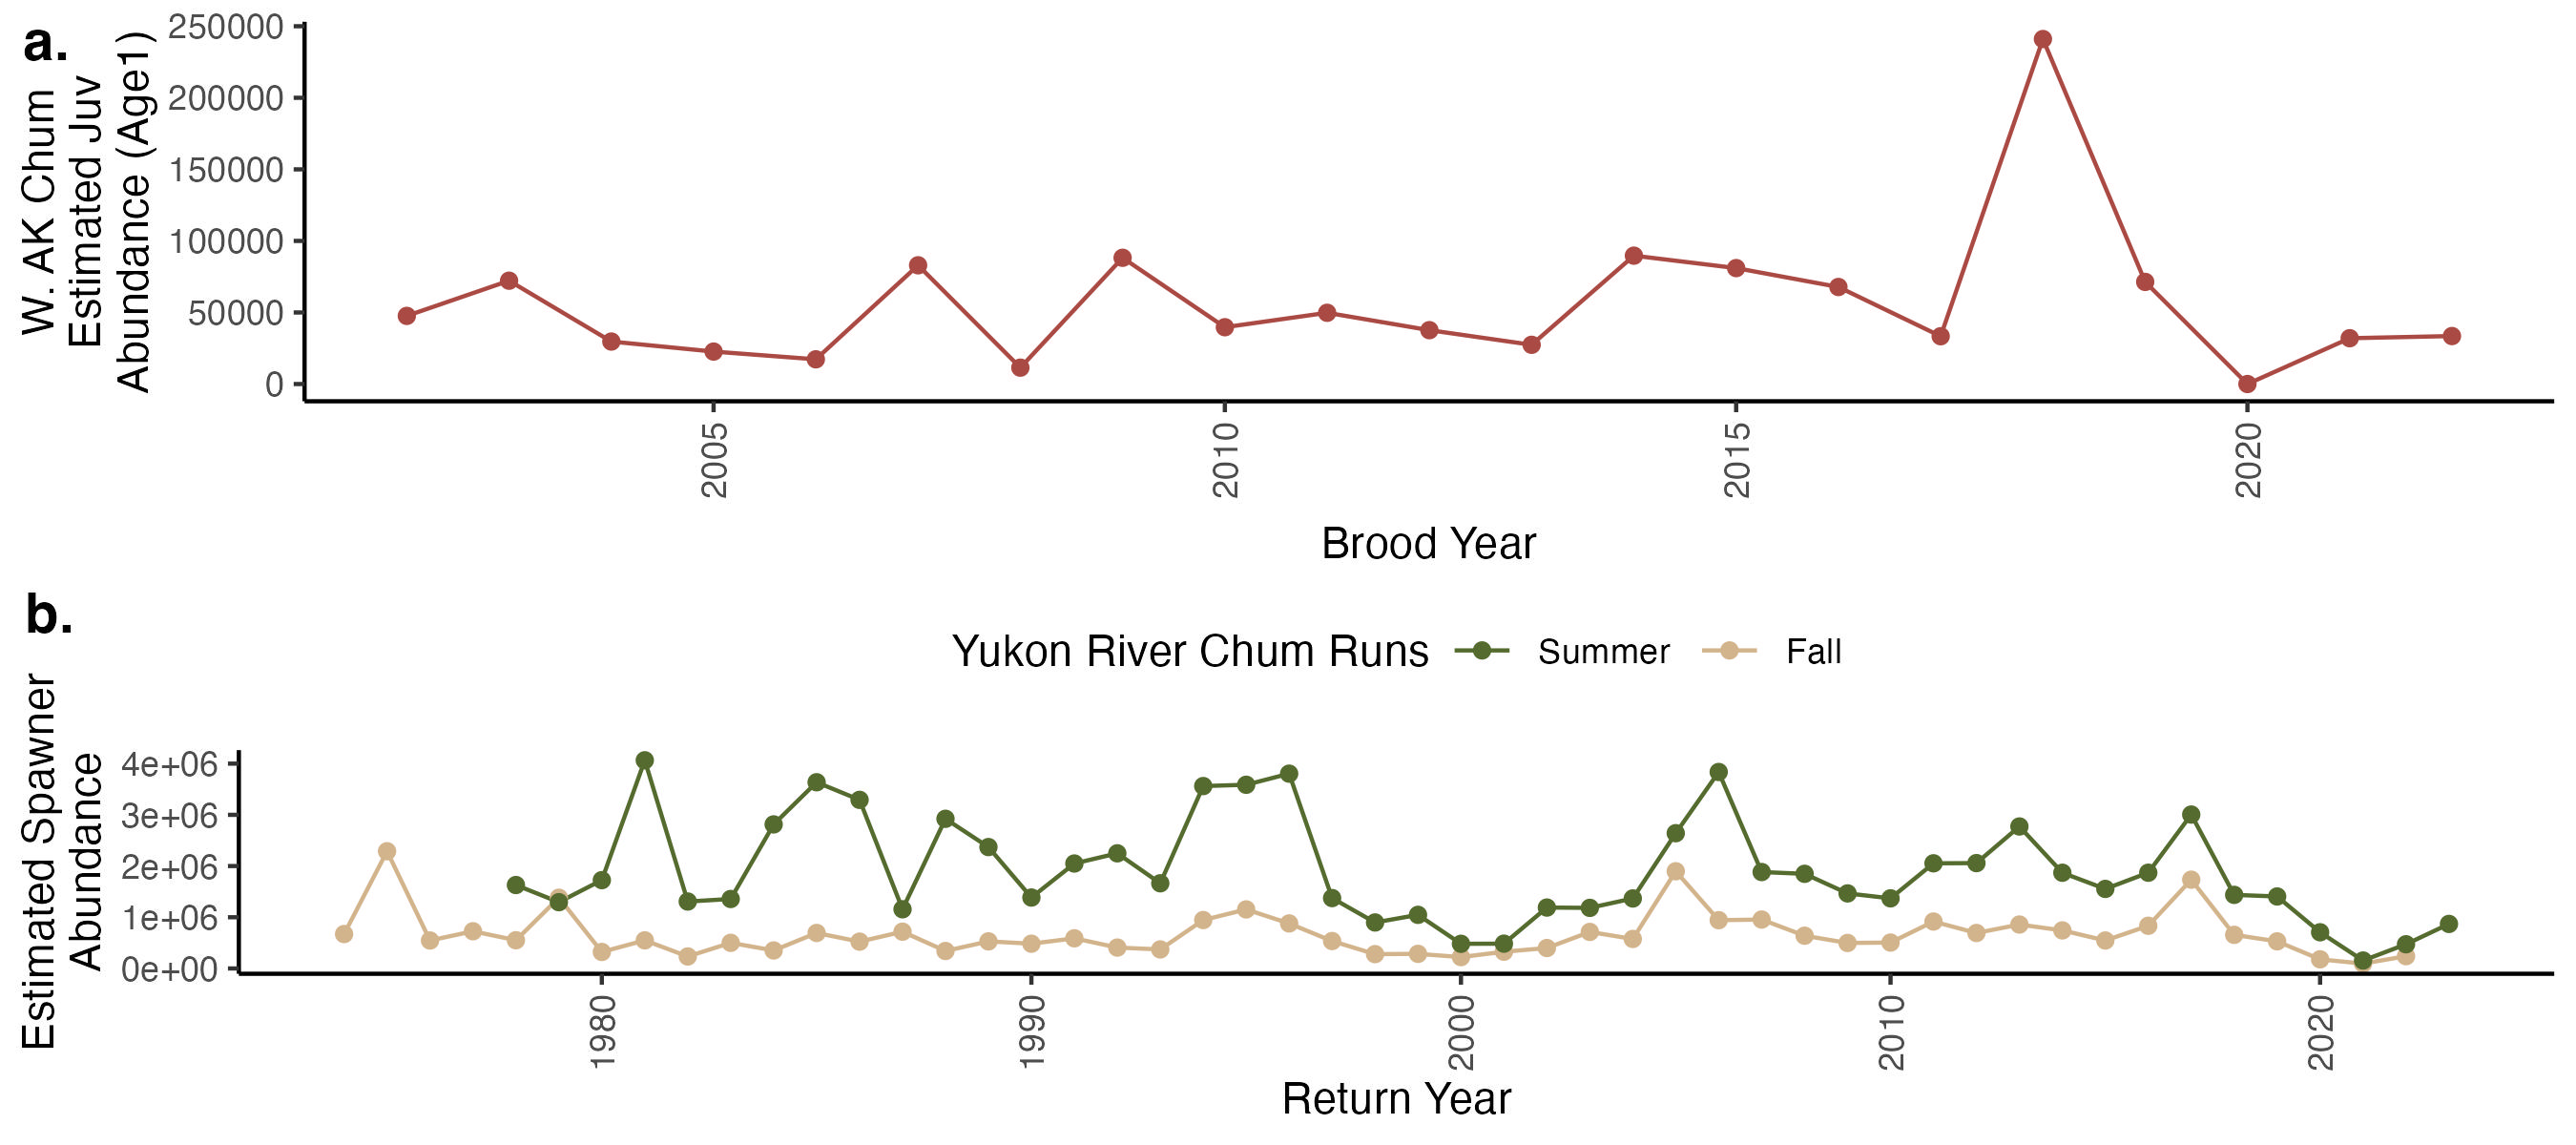 a.
W. AK Chum
Estimated Juv
Abundance (Age1)
250000
200000
150000
100000
50000
0
2005
2010
2015
2020
Brood Year
b.
Yukon River Chum Runs
Summer
Fall
Estimated Spawner
Abundance
4e+06
3e+06
2e+06
1e+06
0e+00
1980
1990
2000
2010
2020
Return Year